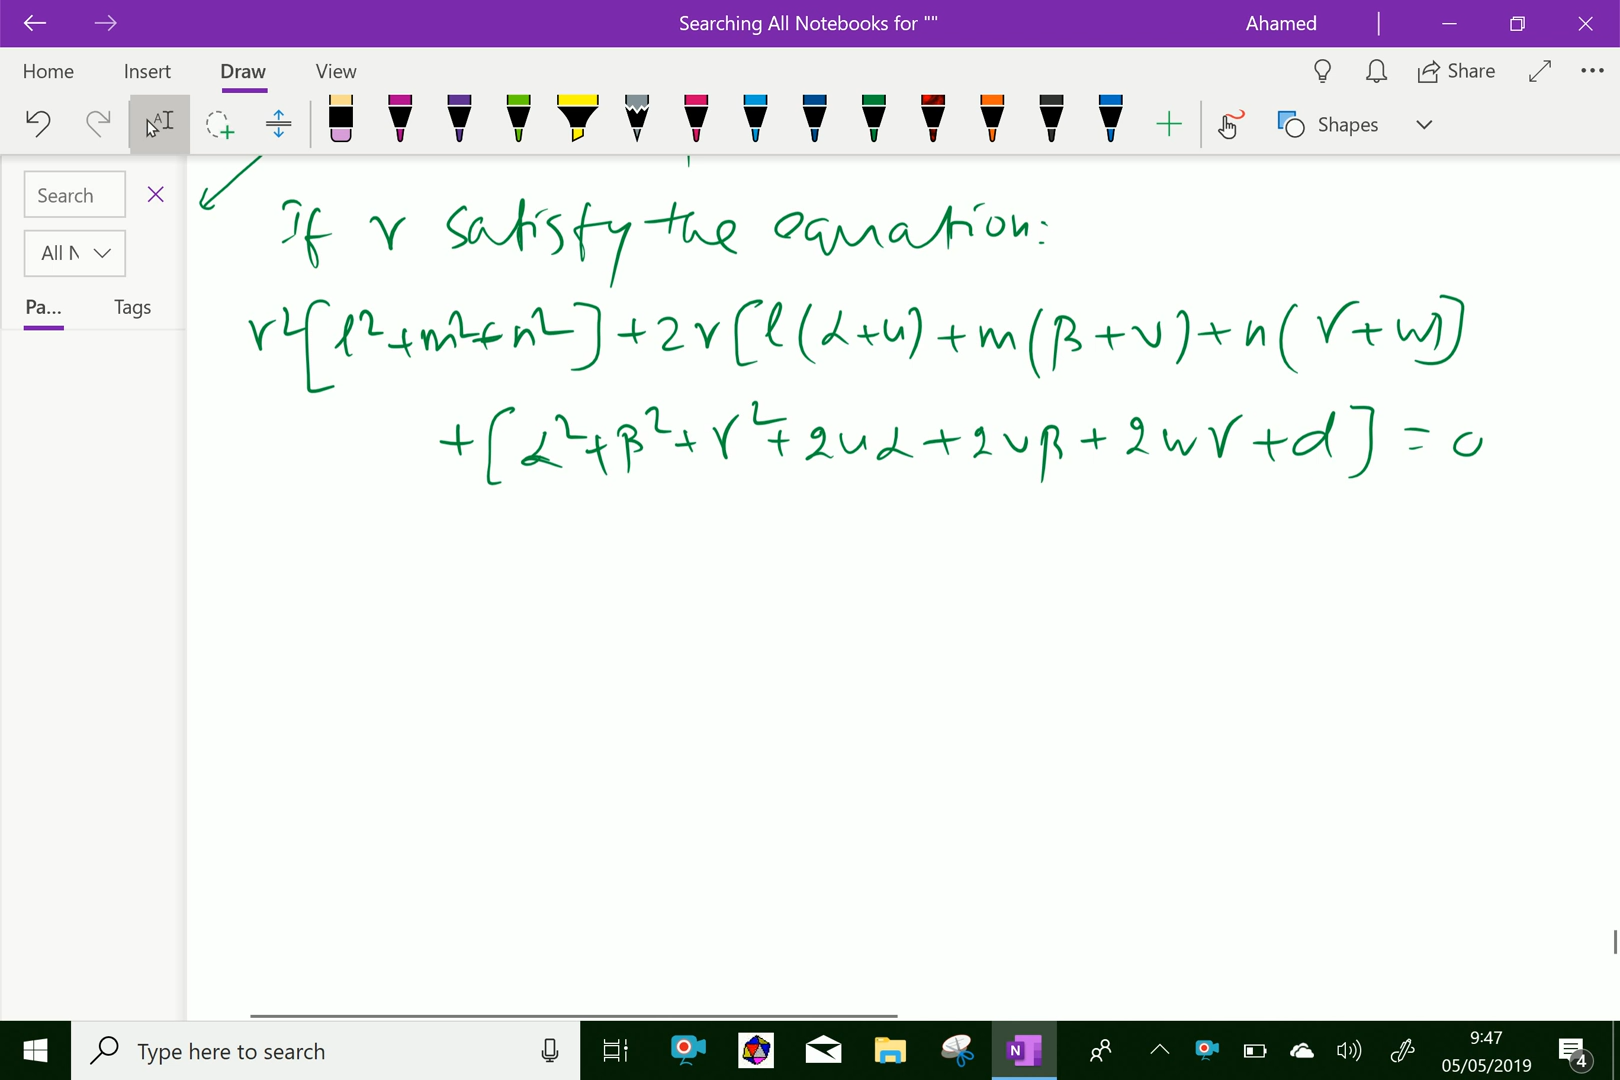 Searching All Notebooks for ""
Ahamed
Home Insert Draw View
Share
Shapes
Search
All N
Pa... Tags
If r satisfy the equation:
r²[l²+m²+n²]+2r[l(α+u)+m(β+v)+n(γ+w)]
+[α²+β²+γ²+2uα+2vβ+2wγ+d]=0
Type here to search
N
9:47
05/05/2019
4